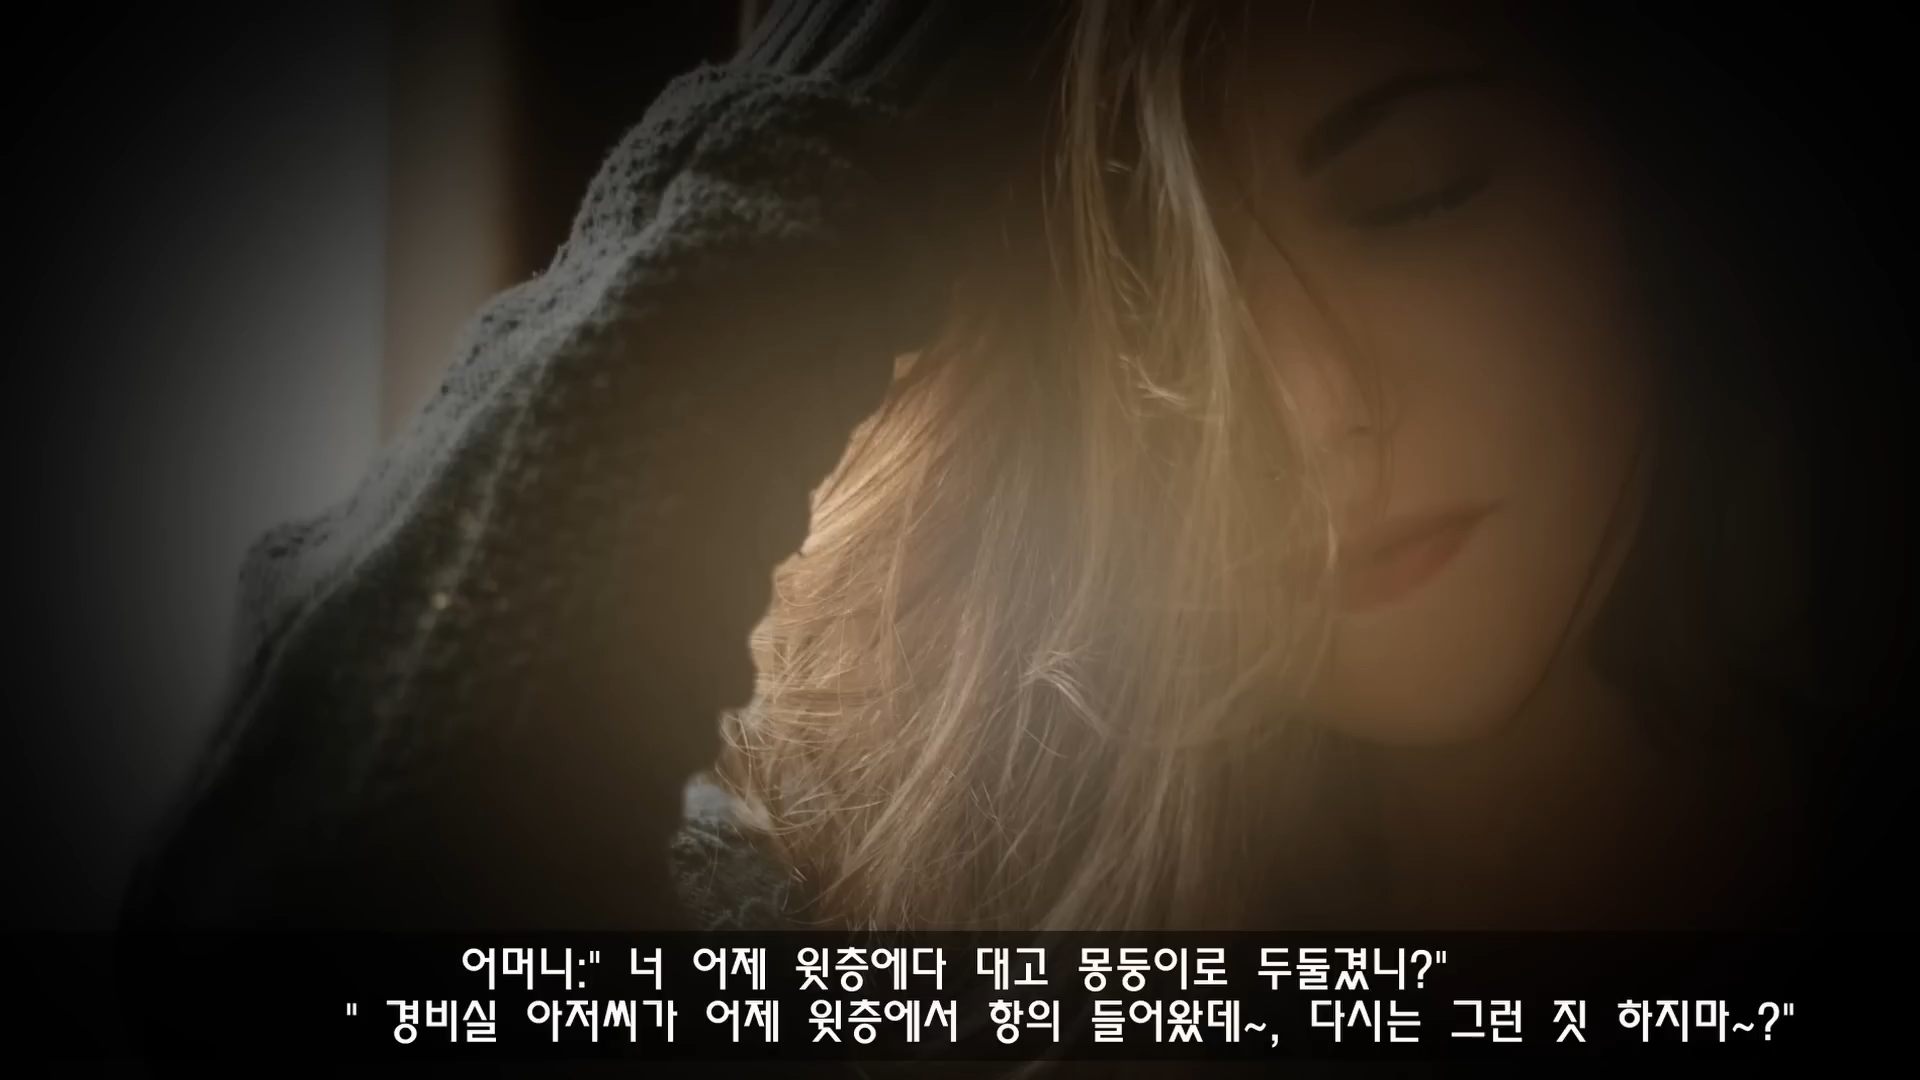 어머니:" 너 어제 윗층에다 대고 몽둥이로 두둘겼니?"
" 경비실 아저씨가 어제 윗층에서 항의 들어왔데~, 다시는 그런 짓 하지마~?"